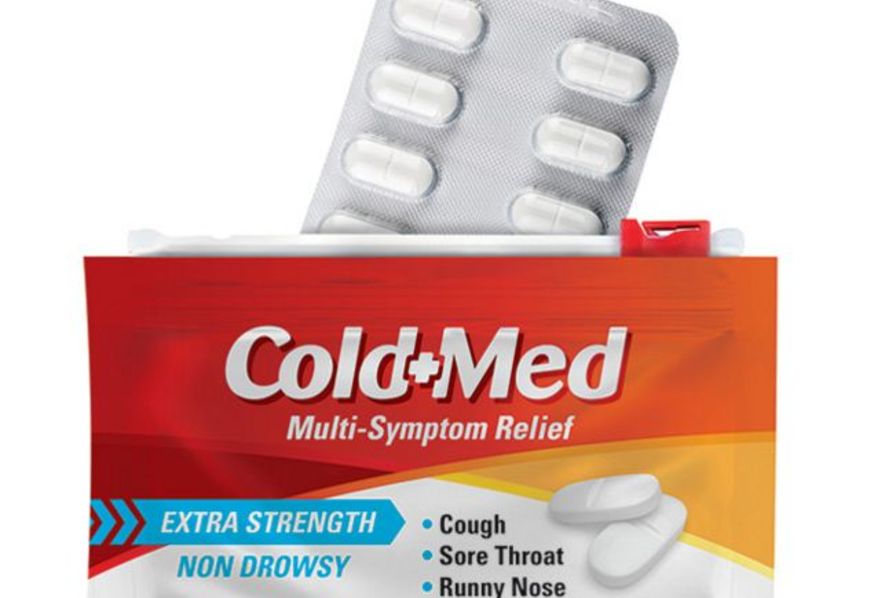 Cold+Med
Multi-Symptom Relief
EXTRA STRENGTH
NON DROWSY
• Cough
• Sore Throat
• Runny Nose